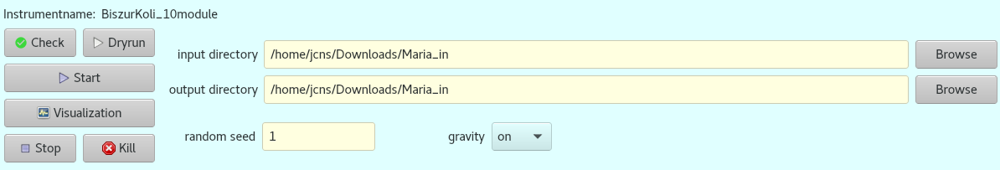 Instrumentname: BiszurKoli_10module
Check Dryrun
input directory /home/jcns/Downloads/Maria_in Browse
Start
output directory /home/jcns/Downloads/Maria_in Browse
Visualization
random seed 1 gravity on
Stop Kill